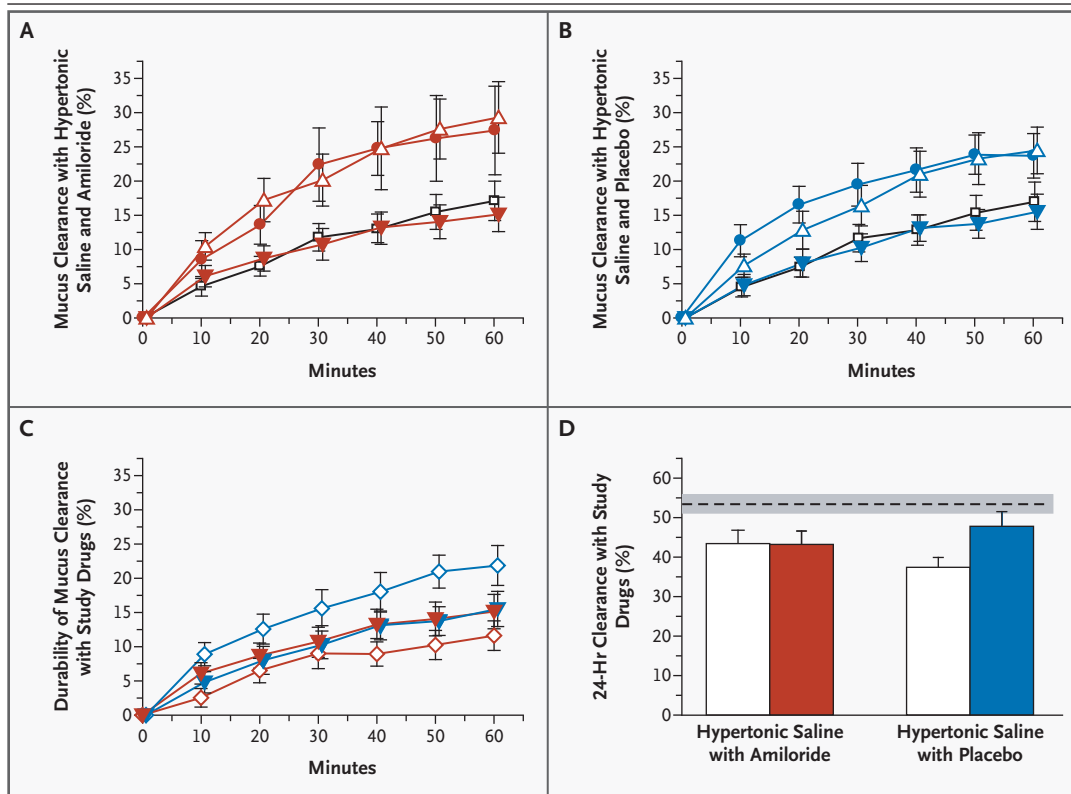 A
Mucus Clearance with Hypertonic
Saline and Amiloride (%)
35
30
25
20
15
10
5
0
0 10 20 30 40 50 60
Minutes
B
Mucus Clearance with Hypertonic
Saline and Placebo (%)
35
30
25
20
15
10
5
0
0 10 20 30 40 50 60
Minutes
C
Durability of Mucus Clearance
with Study Drugs (%)
35
30
25
20
15
10
5
0
0 10 20 30 40 50 60
Minutes
D
24-Hr Clearance with Study
Drugs (%)
60
50
40
30
20
10
0
Hypertonic Saline
with Amiloride
Hypertonic Saline
with Placebo